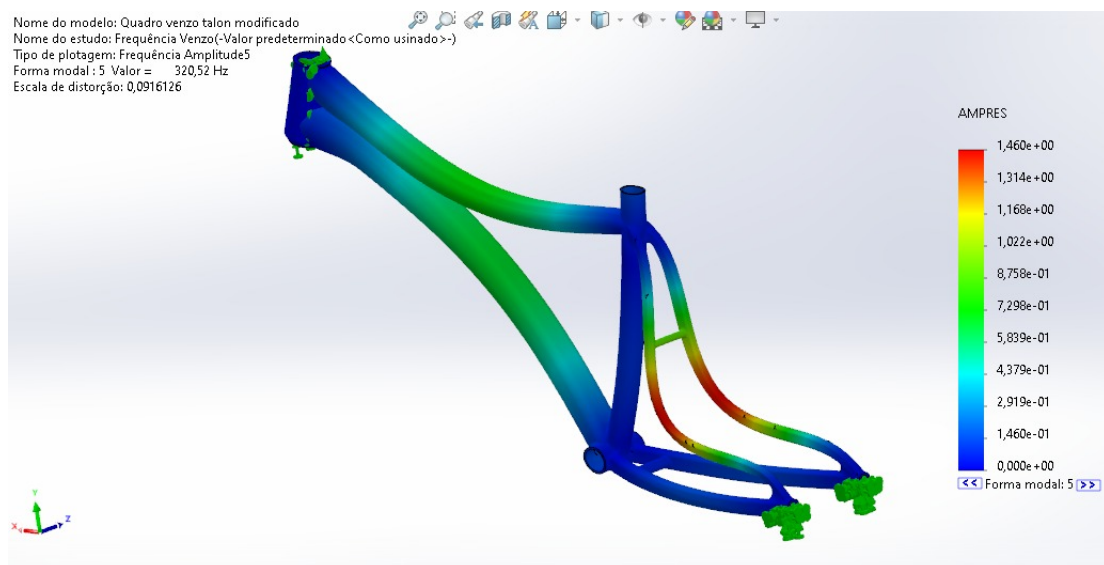 Nome do modelo: Quadro venzo talon modificado
Nome do estudo: Frequência Venzo(-Valor predeterminado<Como usinado>-)
Tipo de plotagem: Frequência Amplitude5
Forma modal : 5 Valor = 320,52 Hz
Escala de distorção: 0,0916126
AMPRES
1,460e+00
1,314e+00
1,168e+00
1,022e+00
8,758e-01
7,298e-01
5,839e-01
4,379e-01
2,919e-01
1,460e-01
0,000e+00
<< Forma modal: 5 >>
Y
X
Z